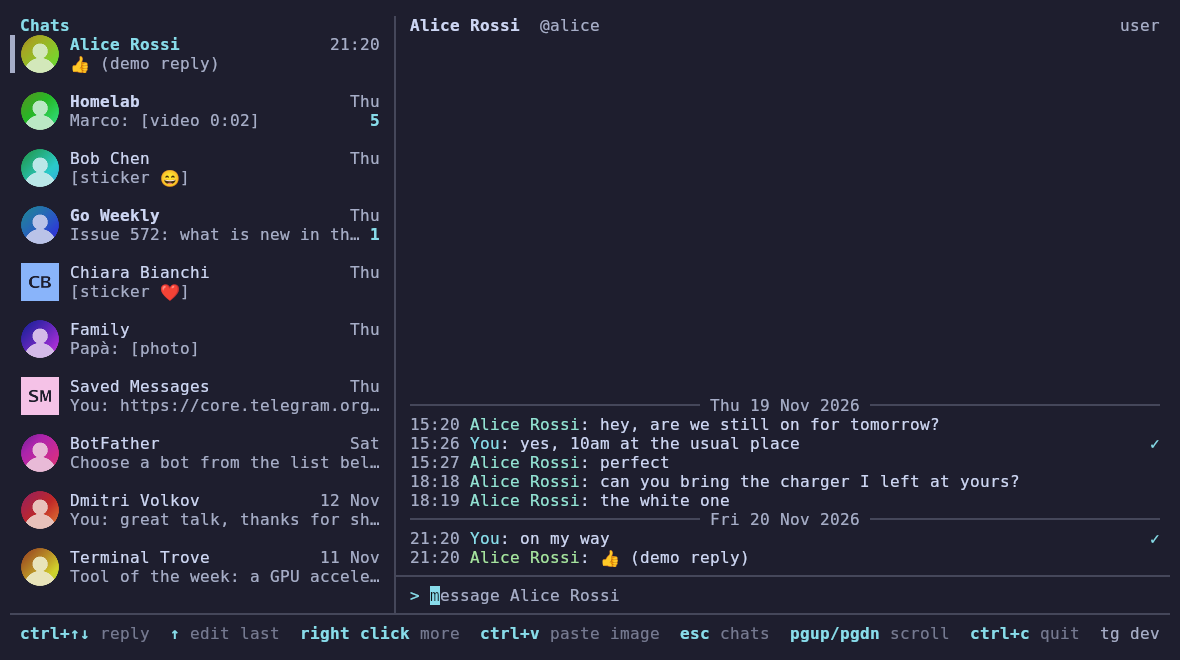 Chats
Alice Rossi 21:20
👍 (demo reply)
Homelab Thu
Marco: [video 0:02] 5
Bob Chen Thu
[sticker 😄]
Go Weekly Thu
Issue 572: what is new in th… 1
CB
Chiara Bianchi Thu
[sticker ❤️]
Family Thu
Papà: [photo]
SM
Saved Messages Thu
You: https://core.telegram.org…
BotFather Sat
Choose a bot from the list bel…
Dmitri Volkov 12 Nov
You: great talk, thanks for sh…
Terminal Trove 11 Nov
Tool of the week: a GPU accele…
Alice Rossi @alice user
Thu 19 Nov 2026
15:20 Alice Rossi: hey, are we still on for tomorrow?
15:26 You: yes, 10am at the usual place ✓
15:27 Alice Rossi: perfect
18:18 Alice Rossi: can you bring the charger I left at yours?
18:19 Alice Rossi: the white one
Fri 20 Nov 2026
21:20 You: on my way ✓
21:20 Alice Rossi: 👍 (demo reply)
> message Alice Rossi
ctrl+↑↓ reply ↑ edit last right click more ctrl+v paste image esc chats pgup/pgdn scroll ctrl+c quit tg dev